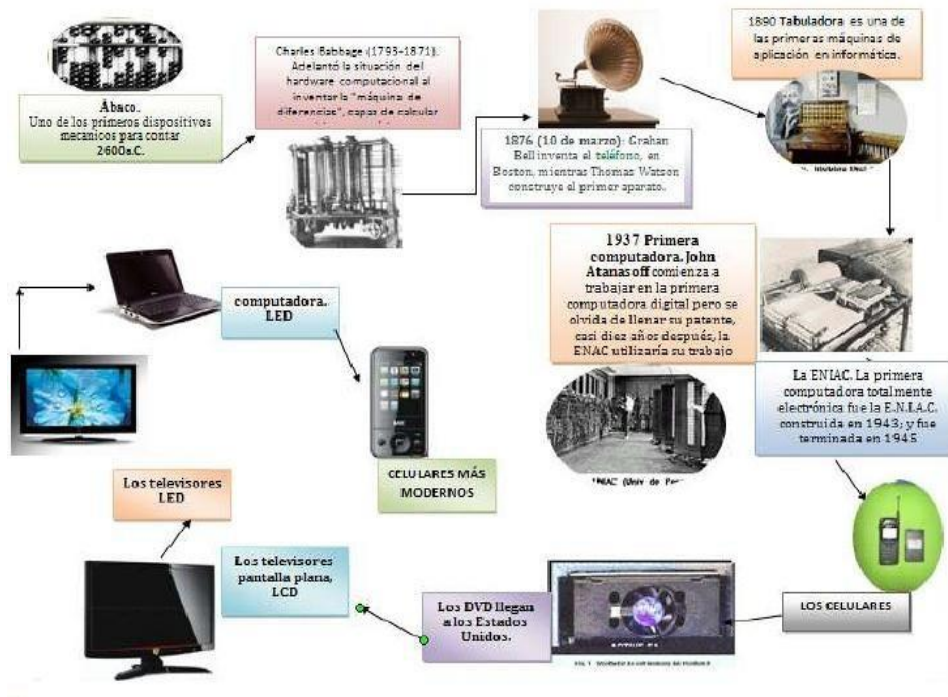 Ábaco.
Uno de los primeros dispositivos
mecanicos para contar
2600a.C.
Charles Babbage (1793-1871).
Adelantó la situación del
hardware computacional al
inventar la "máquina de
diferencias", capas de calcular
1876 (10 de marzo): Grahan
Bell inventa el teléfono, en
Boston, mientras Thomas Watson
construye el primer aparato.
1890 Tabuladora es una de
las primeras máquinas de
aplicación en informática.
1937 Primera
computadora. John
Atanasoff comienza a
trabajar en la primera
computadora digital pero se
olvida de llenar su patente,
casi diez años después, la
ENAC utilizaría su trabajo
La ENIAC. La primera
computadora totalmente
electrónica fue la E.N.I.A.C.
construida en 1943; y fue
terminada en 1945
LOS CELULARES
Los DVD llegan
a los Estados
Unidos.
Los televisores
pantalla plana,
LCD
Los televisores
LED
computadora.
LED
CELULARES MÁS
MODERNOS